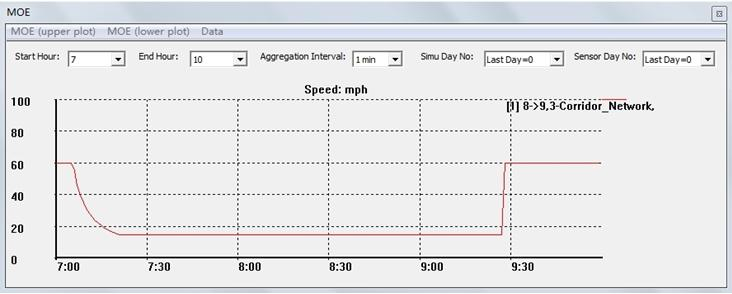 MOE
MOE (upper plot) MOE (lower plot) Data
Start Hour: 7 End Hour: 10 Aggregation Interval: 1 min Simu Day No: Last Day=0 Sensor Day No: Last Day=0
Speed: mph
[1] 8->9,3-Corridor_Network,
100
80
60
40
20
0
7:00 7:30 8:00 8:30 9:00 9:30